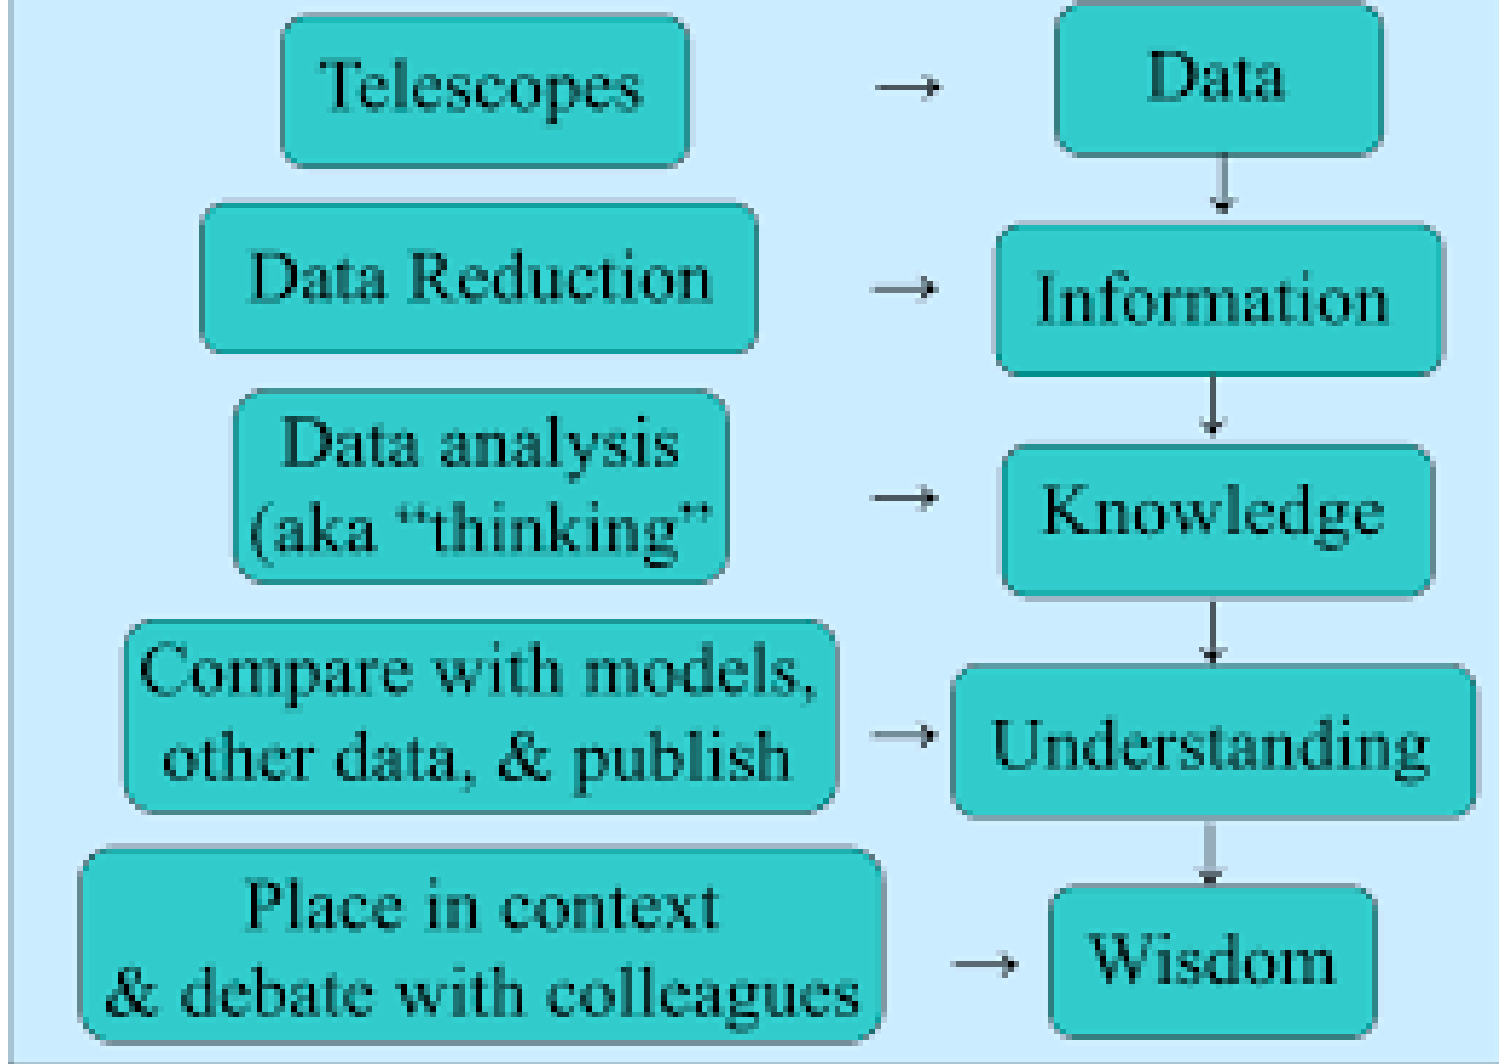 Telescopes
Data
Data Reduction
Information
Data analysis
(aka “thinking”
Knowledge
Compare with models,
other data, & publish
Understanding
Place in context
& debate with colleagues
Wisdom